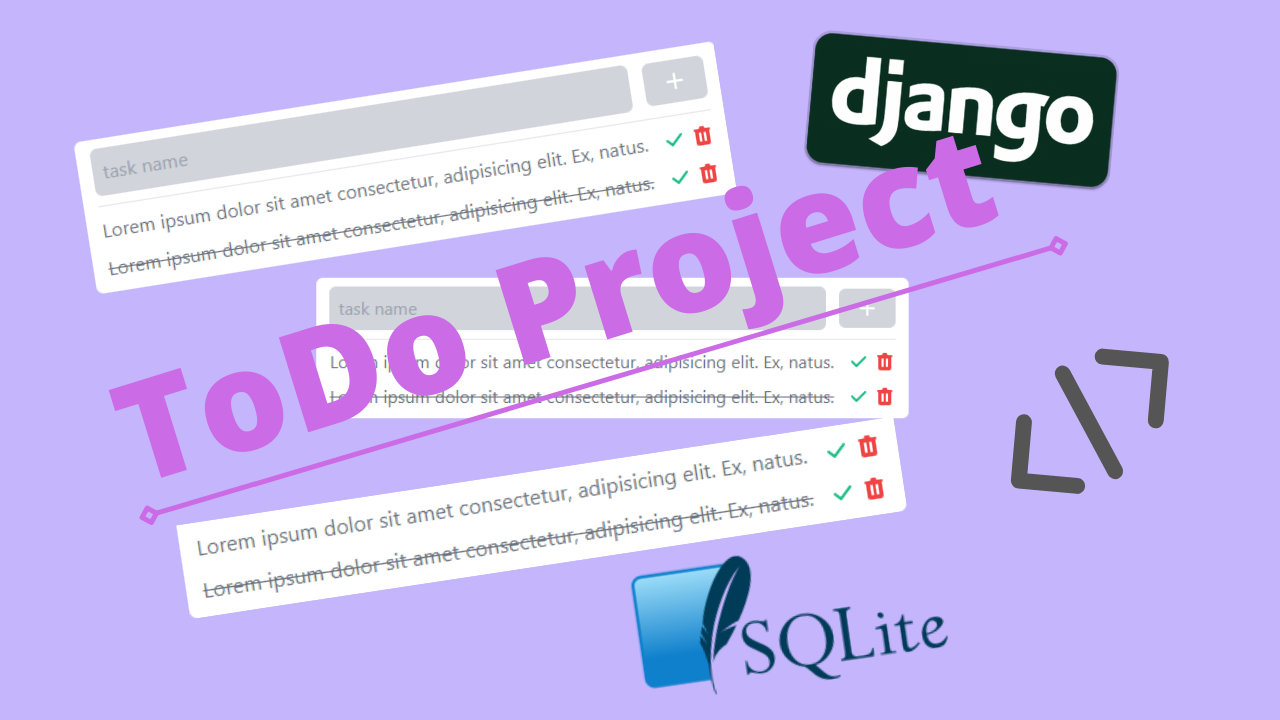 django
task name
Lorem ipsum dolor sit amet consectetur, adipisicing elit. Ex, natus.
Lorem ipsum dolor sit amet consectetur, adipisicing elit. Ex, natus.
ToDo Project
task name
Lorem ipsum dolor sit amet consectetur, adipisicing elit. Ex, natus.
Lorem ipsum dolor sit amet consectetur, adipisicing elit. Ex, natus.
Lorem ipsum dolor sit amet consectetur, adipisicing elit. Ex, natus.
Lorem ipsum dolor sit amet consectetur, adipisicing elit. Ex, natus.
SQLite